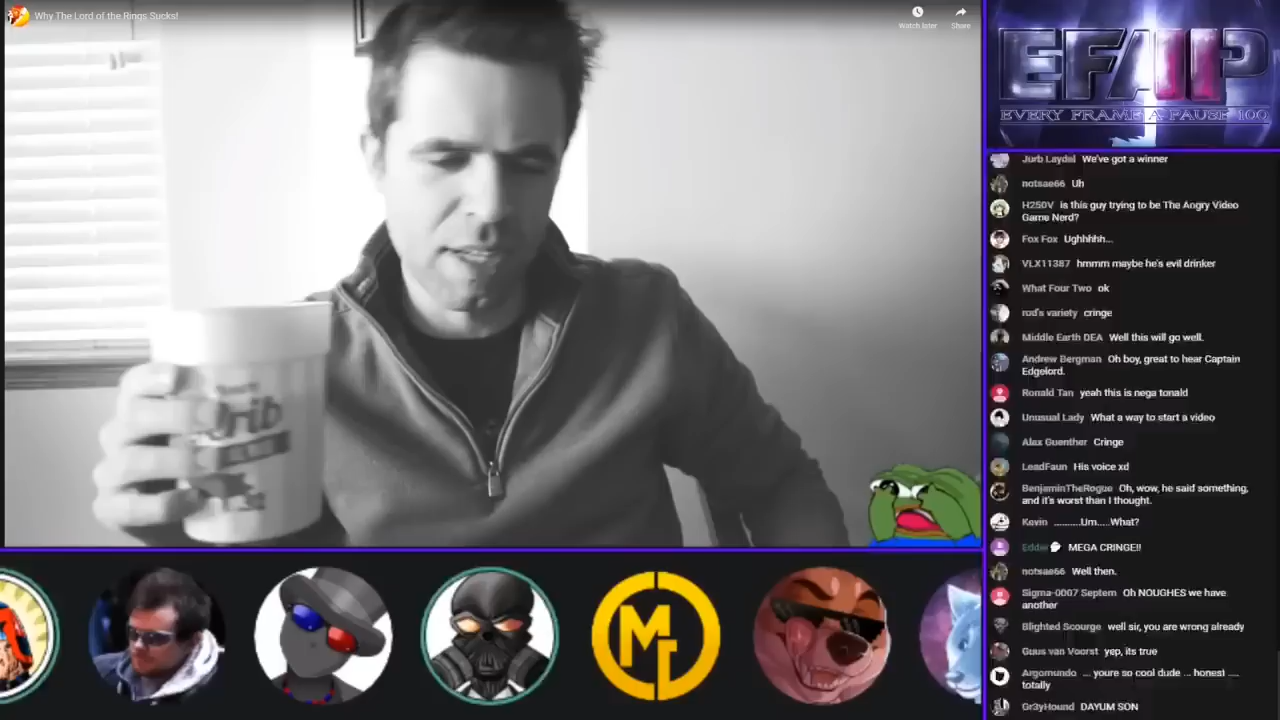 Why The Lord of the Rings Sucks!
Watch later
Share
EFAP
EVERY FRAME A PAUSE 100
Jorb Laydel We've got a winner
notsae66 Uh
H250V is this guy trying to be The Angry Video
Game Nerd?
Fox Fox Ughhhhh...
VLX11387 hmmm maybe he's evil drinker
What Four Two ok
rod's variety cringe
Middle Earth DEA Well this will go well.
Andrew Bergman Oh boy, great to hear Captain
Edgelord.
Ronald Tan yeah this is nega tonald
Unusual Lady What a way to start a video
Alex Guenther Cringe
LeadFaun His voice xd
BenjaminTheRogue Oh, wow, he said something,
and it's worst than I thought.
Kevin ..........Um.....What?
Eddie MEGA CRINGE!!
notsae66 Well then.
Sigma-0007 Septem Oh NOUGHES we have
another
Blighted Scourge well sir, you are wrong already
Guus van Voorst yep, its true
Argomundo ... youre so cool dude ... honest ....
totally
Gr3yHound DAYUM SON